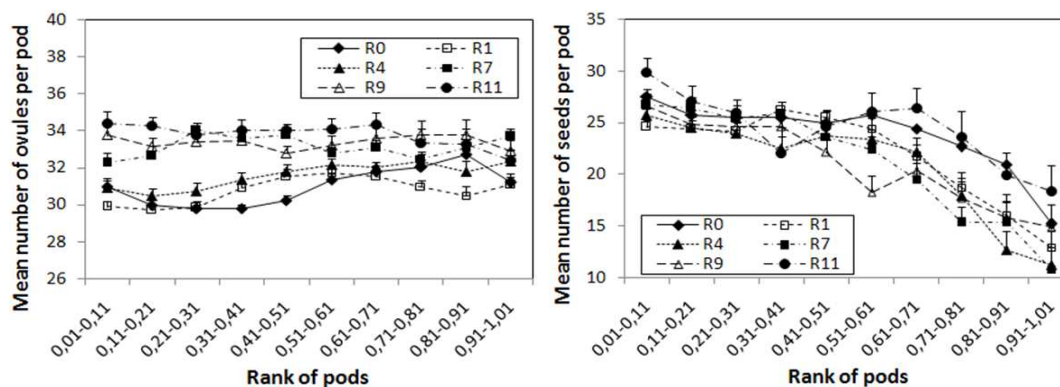 Mean number of ovules per pod
40
38
36
34
32
30
28
26
R0 R1
R4 R7
R9 R11
0,01-0,11 0,11-0,21 0,21-0,31 0,31-0,41 0,41-0,51 0,51-0,61 0,61-0,71 0,71-0,81 0,81-0,91 0,91-1,01
Rank of pods
Mean number of seeds per pod
35
30
25
20
15
10
R0 R1
R4 R7
R9 R11
0,01-0,11 0,11-0,21 0,21-0,31 0,31-0,41 0,41-0,51 0,51-0,61 0,61-0,71 0,71-0,81 0,81-0,91 0,91-1,01
Rank of pods